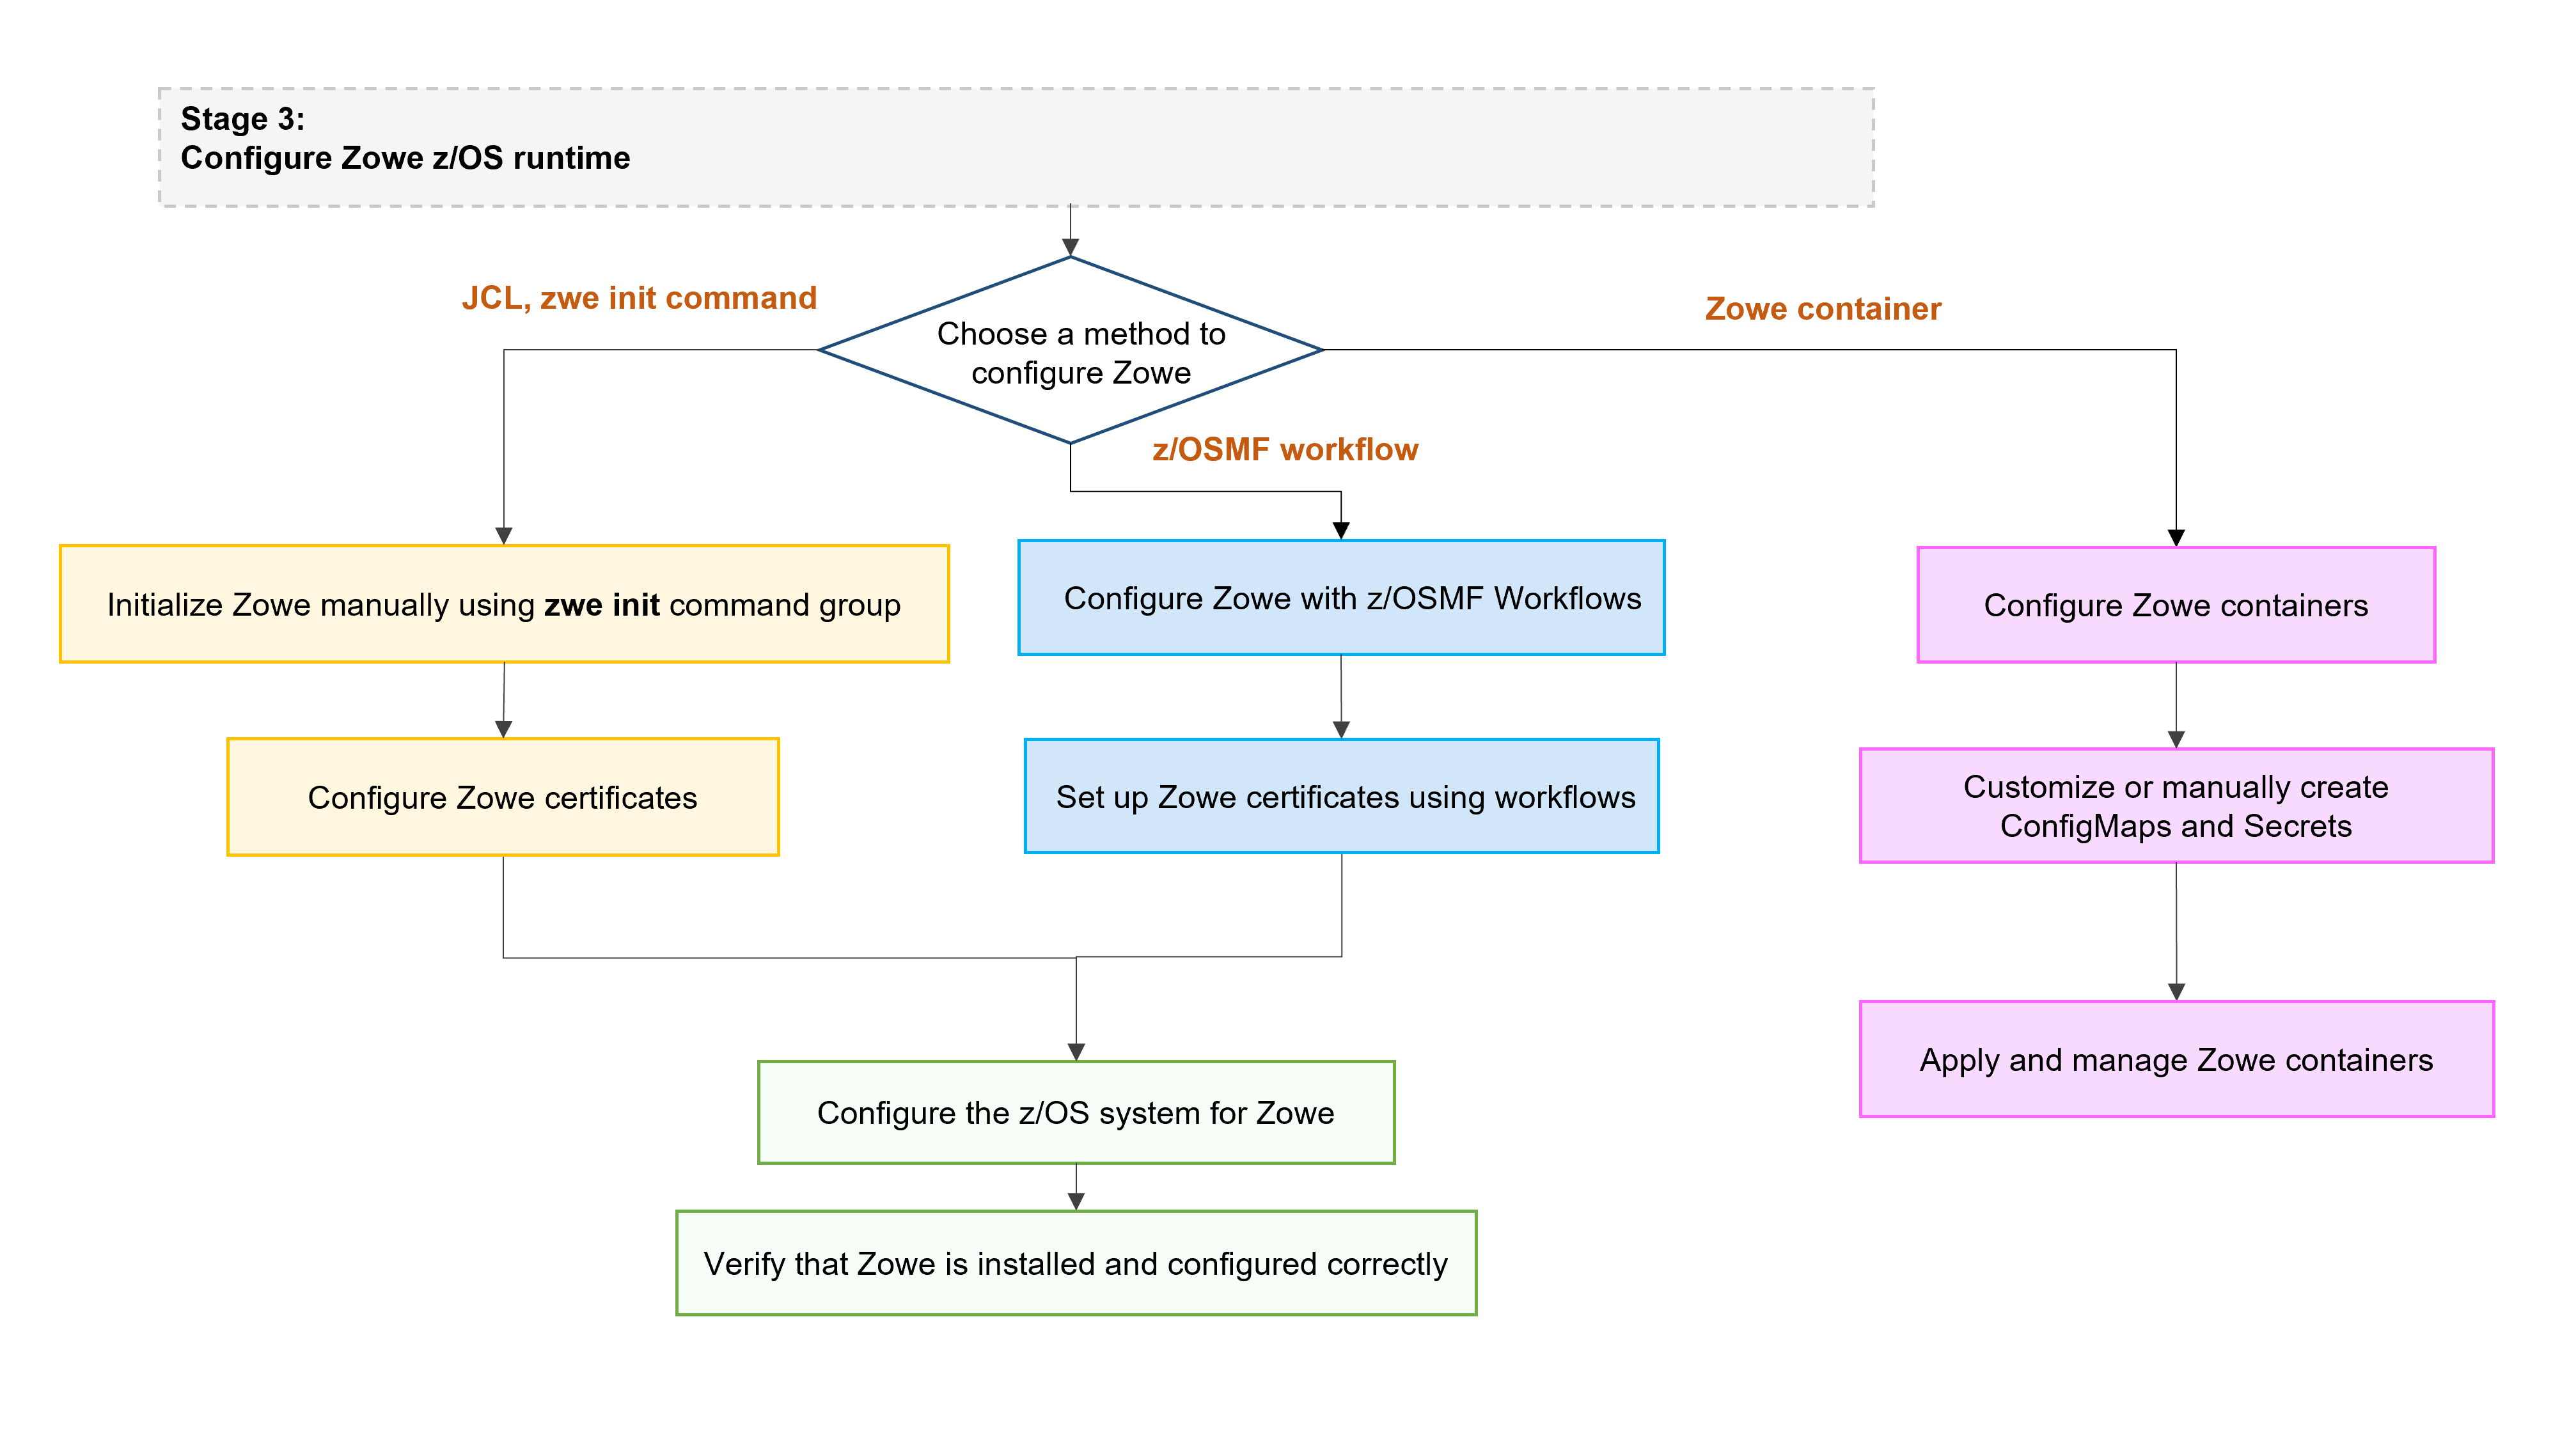 Stage 3:
Configure Zowe z/OS runtime
JCL, zwe init command
Zowe container
Choose a method to
configure Zowe
z/OSMF workflow
Initialize Zowe manually using zwe init command group
Configure Zowe with z/OSMF Workflows
Configure Zowe containers
Configure Zowe certificates
Set up Zowe certificates using workflows
Customize or manually create
ConfigMaps and Secrets
Apply and manage Zowe containers
Configure the z/OS system for Zowe
Verify that Zowe is installed and configured correctly